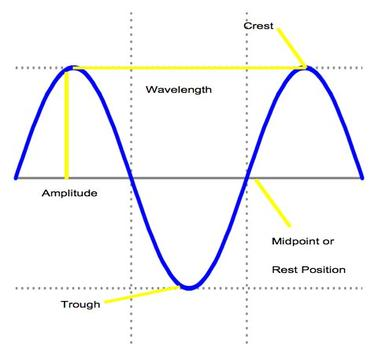 Crest
Wavelength
Amplitude
Midpoint or
Rest Position
Trough